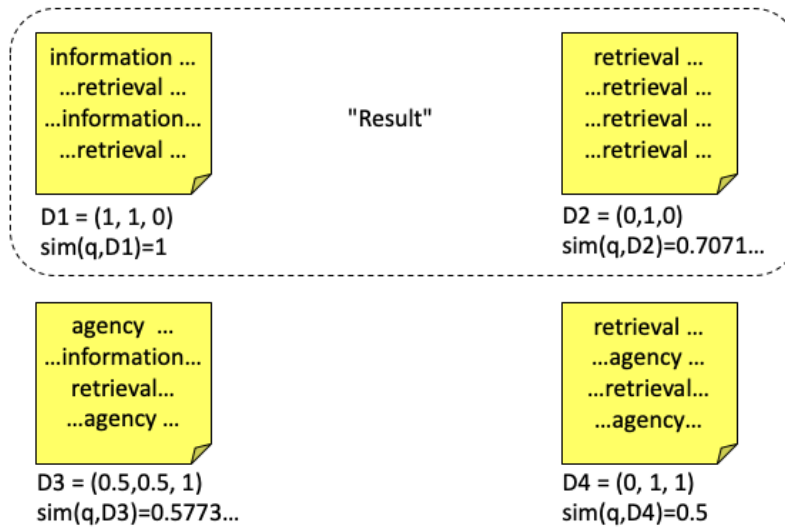 information ...
...retrieval ...
...information...
...retrieval ...
"Result"
retrieval ...
...retrieval ...
...retrieval ...
...retrieval ...
D1 = (1, 1, 0)
sim(q,D1)=1
D2 = (0,1,0)
sim(q,D2)=0.7071...
agency ...
...information...
retrieval...
...agency ...
retrieval ...
...agency ...
...retrieval...
...agency...
D3 = (0.5,0.5, 1)
sim(q,D3)=0.5773...
D4 = (0, 1, 1)
sim(q,D4)=0.5